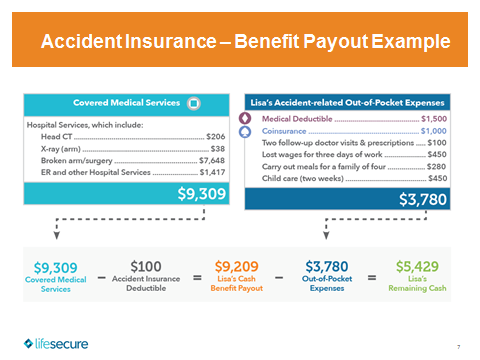 Accident Insurance – Benefit Payout Example
Covered Medical Services
Hospital Services, which include:
Head CT ........ $206
X-ray (arm) ........ $38
Broken arm/surgery ........ $7,648
ER and other Hospital Services ........ $1,417
$9,309
Lisa's Accident-related Out-of-Pocket Expenses
Medical Deductible ........ $1,500
Coinsurance ........ $1,000
Two follow-up doctor visits & prescriptions ..... $100
Lost wages for three days of work ........ $450
Carry out meals for a family of four ........ $280
Child care (two weeks) ........ $450
$3,780
$9,309
Covered Medical
Services
–
$100
Accident Insurance
Deductible
=
$9,209
Lisa's Cash
Benefit Payout
–
$3,780
Out-of-Pocket
Expenses
=
$5,429
Lisa's
Remaining Cash
lifesecure
7